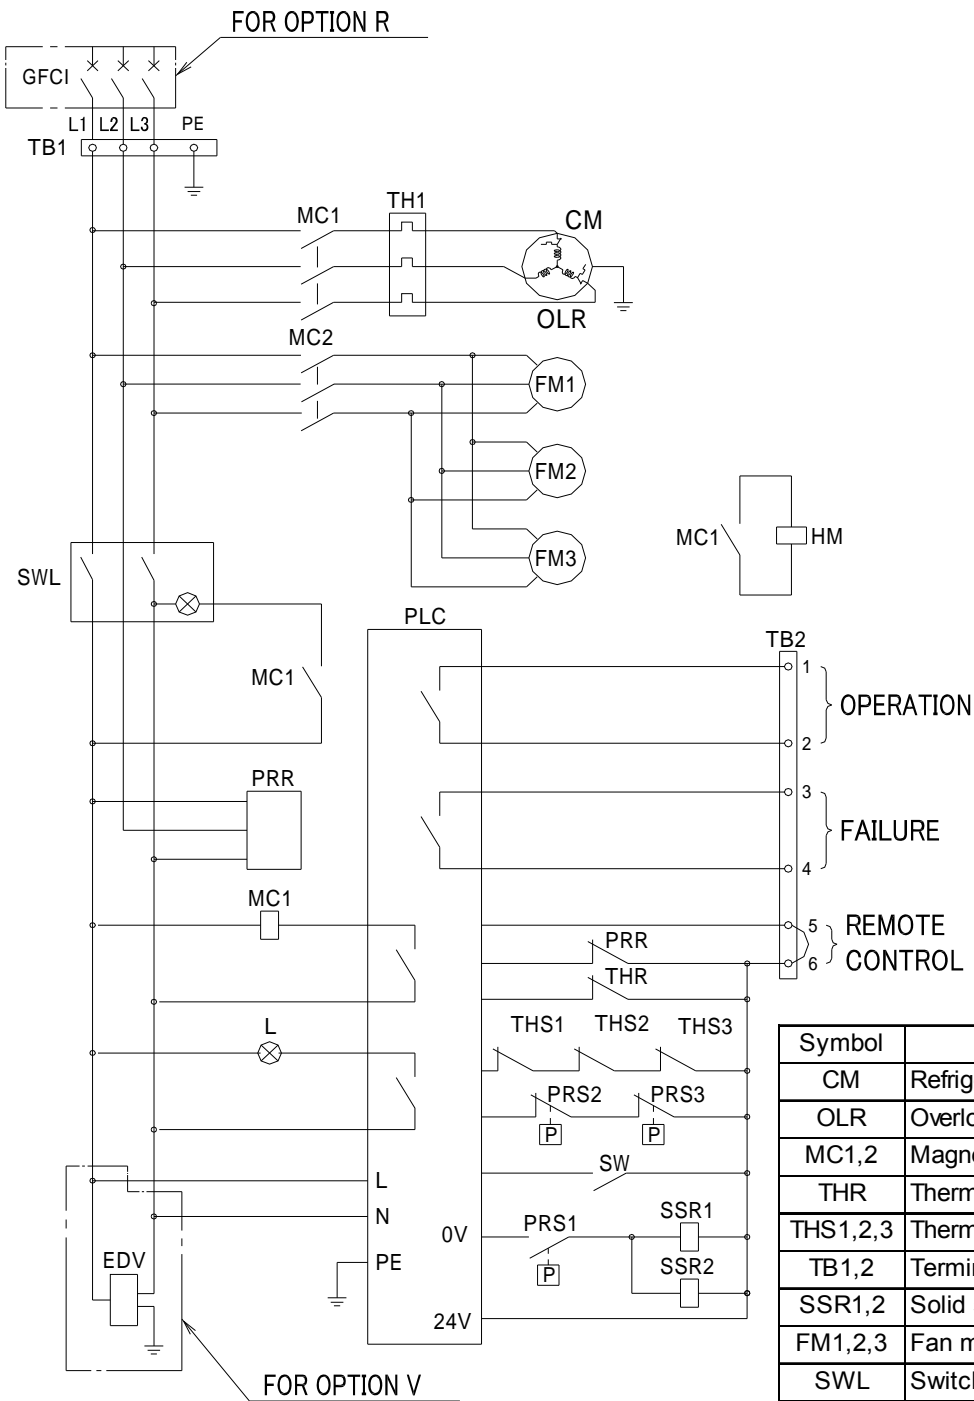 FOR OPTION R
GFCI
L1 L2 L3 PE
TB1
MC1
TH1
CM
OLR
MC2
FM1
FM2
FM3
MC1
HM
SWL
PLC
TB2
MC1
1
OPERATION
2
PRR
3
FAILURE
4
MC1
5
REMOTE
PRR
6
CONTROL
THR
L
THS1 THS2 THS3
PRS2 PRS3
P P
SW
L
N
SSR1
0V
PRS1
EDV
PE
P
SSR2
24V
FOR OPTION V
Symbol
CM Refrig
OLR Overlo
MC1,2 Magne
THR Therm
THS1,2,3 Therm
TB1,2 Termi
SSR1,2 Solid
FM1,2,3 Fan m
SWL Switch